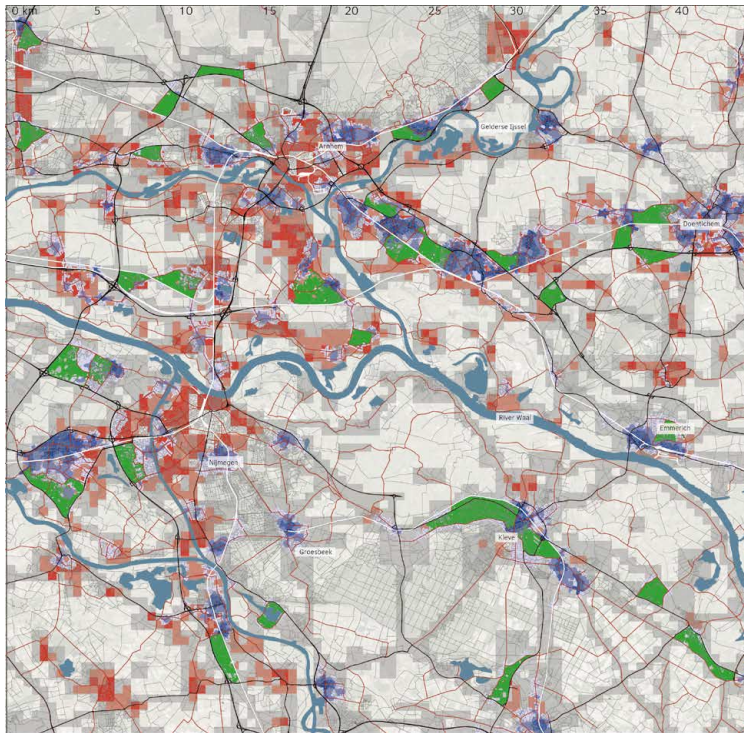 0 km 5 10 15 20 25 30 35 40
Gelderse Ijssel
Arnhem
Doentichem
River Waal
Emmerich
Nijmegen
Kleve
Groesbeek